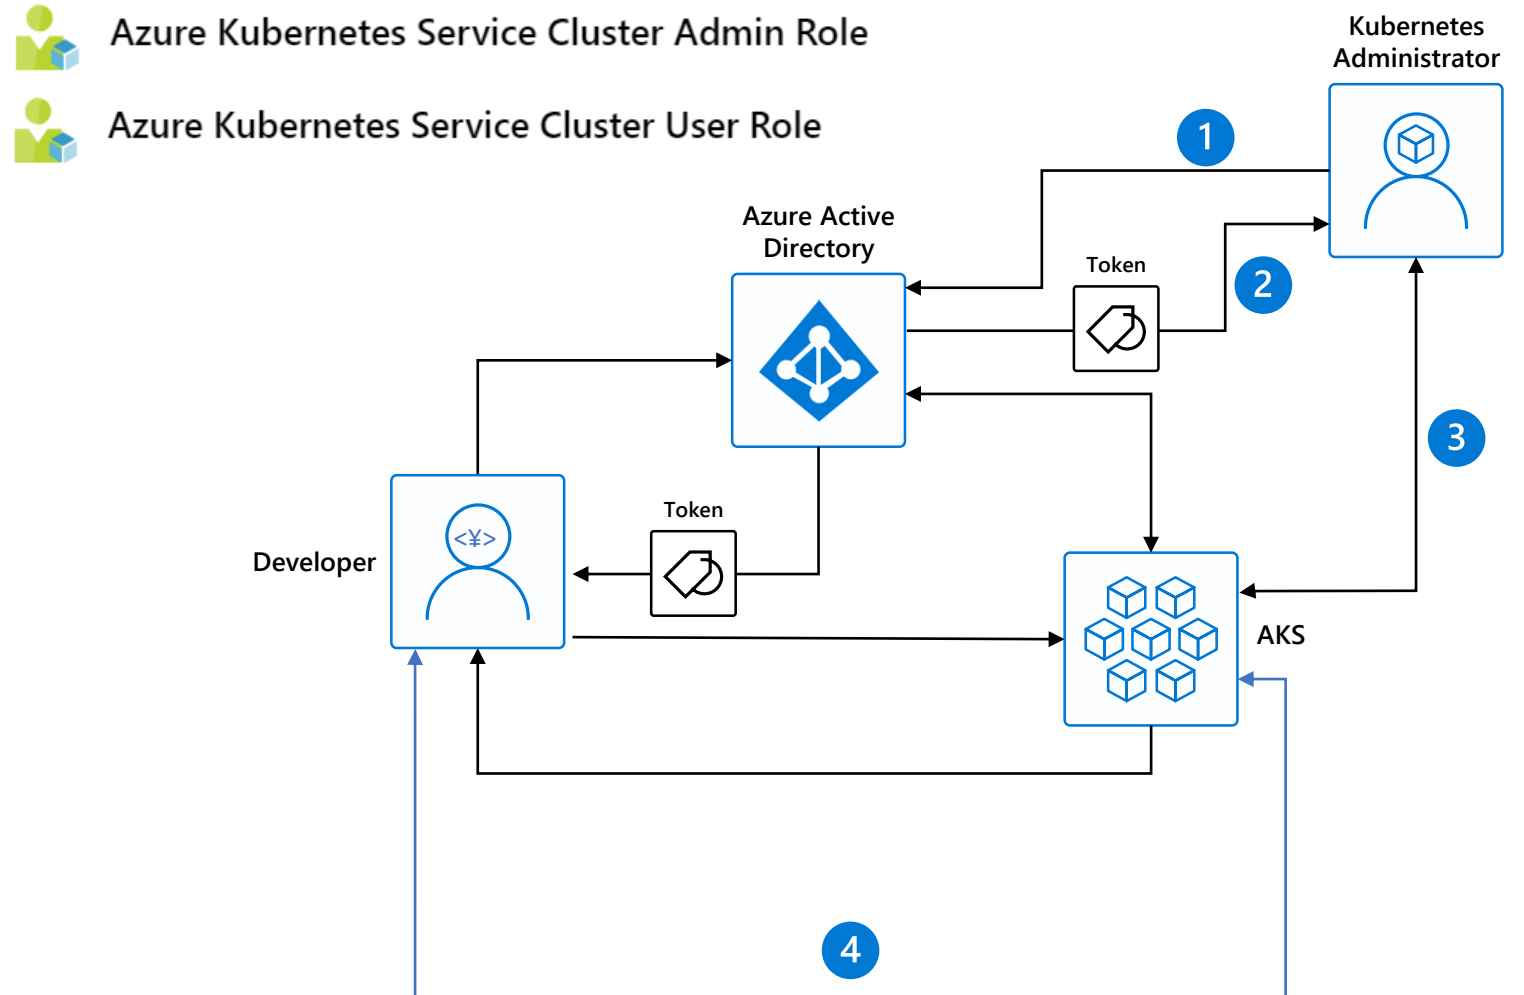 Azure Kubernetes Service Cluster Admin Role
Azure Kubernetes Service Cluster User Role
Kubernetes
Administrator
1
Azure Active
Directory
Token
2
3
Token
<¥>
Developer
AKS
4